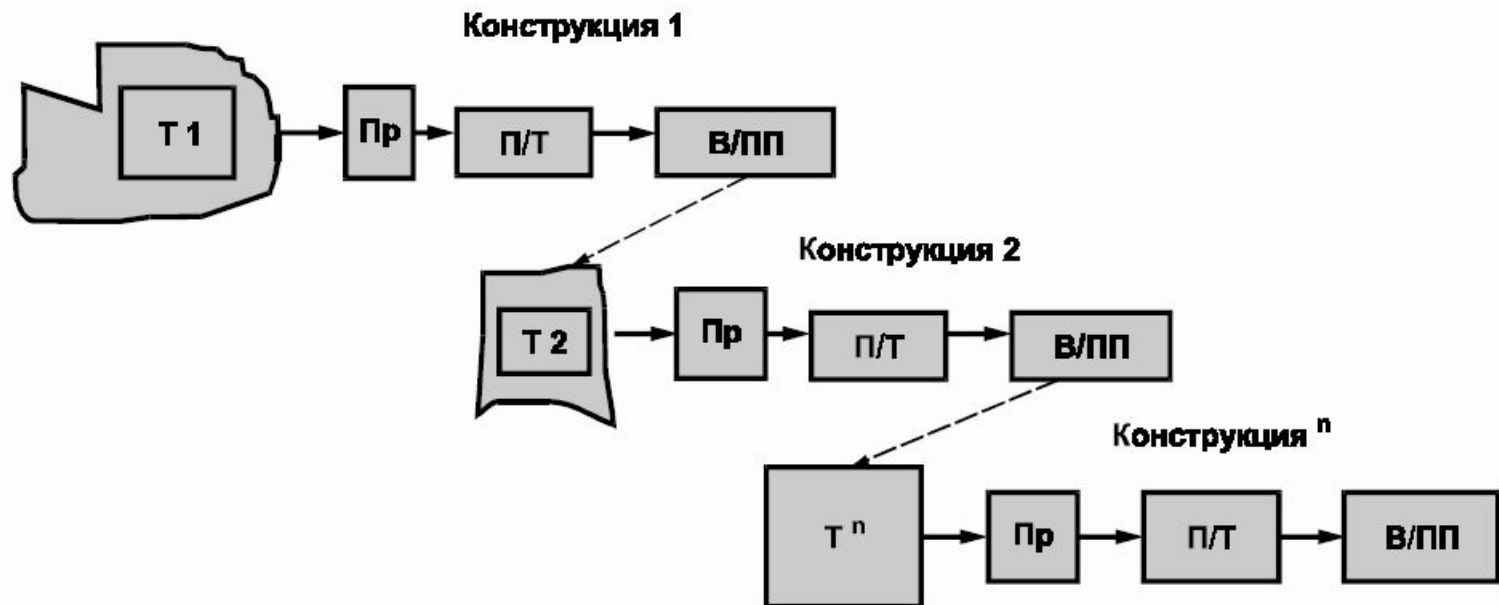 Конструкция 1
Т 1
Пр
П/Т
В/ПП
Конструкция 2
Т 2
Пр
П/Т
В/ПП
Конструкция n
Т n
Пр
П/Т
В/ПП